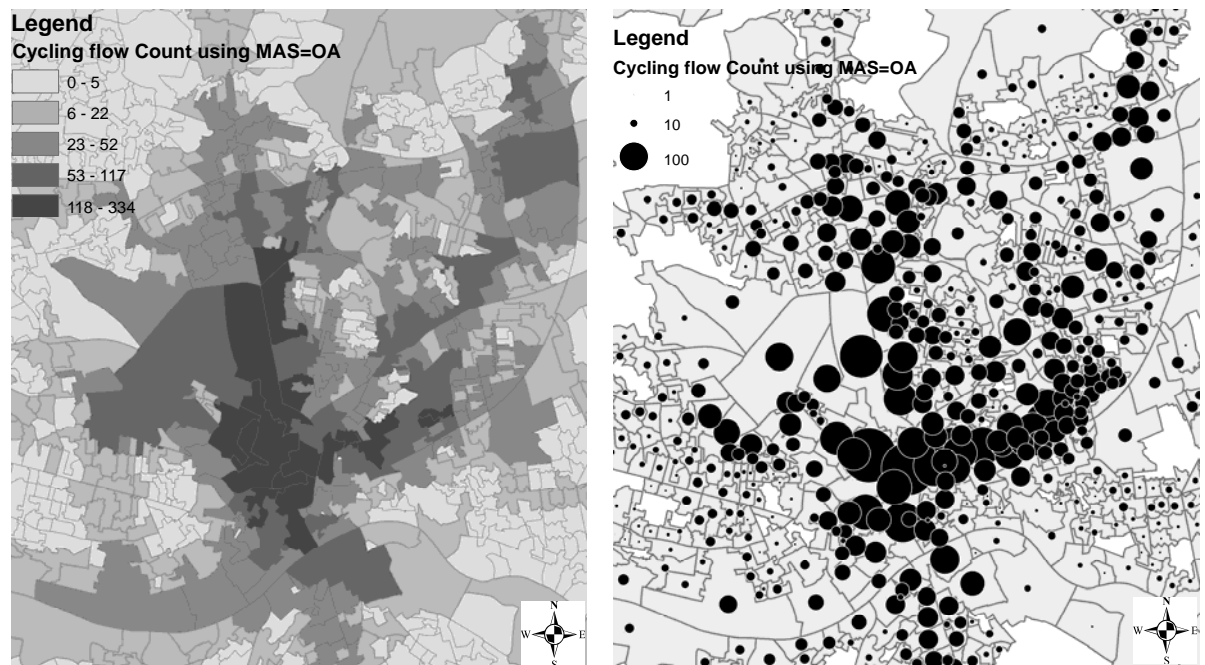 Legend
Cycling flow Count using MAS=OA
0 - 5
6 - 22
23 - 52
53 - 117
118 - 334
N
W E
S
Legend
Cycling flow Count using MAS=OA
1
10
100
N
W E
S